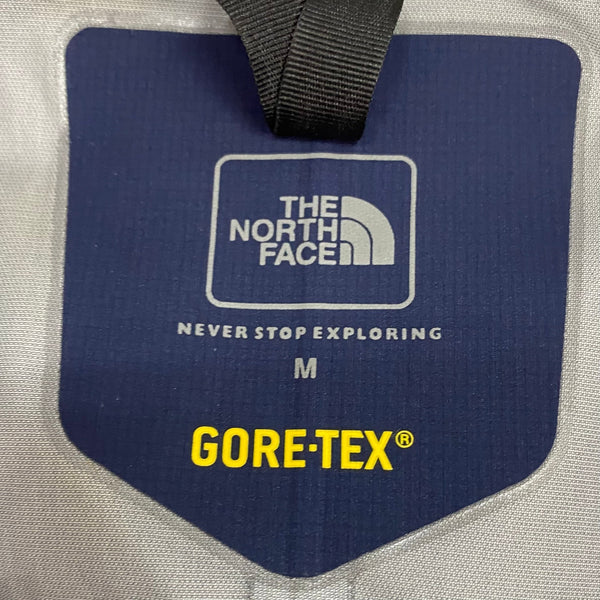 THE
NORTH
FACE
NEVER STOP EXPLORING
M
GORE-TEX®